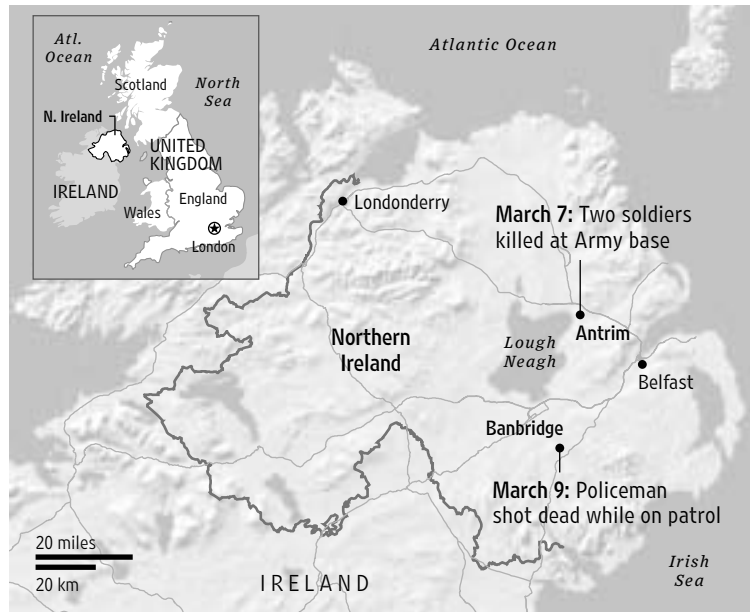 Atl.
Ocean
Scotland
North
Sea
N. Ireland
UNITED
KINGDOM
IRELAND
England
Wales
London
Atlantic Ocean
Londonderry
March 7: Two soldiers
killed at Army base
Northern
Ireland
Lough
Neagh
Antrim
Belfast
Banbridge
March 9: Policeman
shot dead while on patrol
20 miles
20 km
IRELAND
Irish
Sea